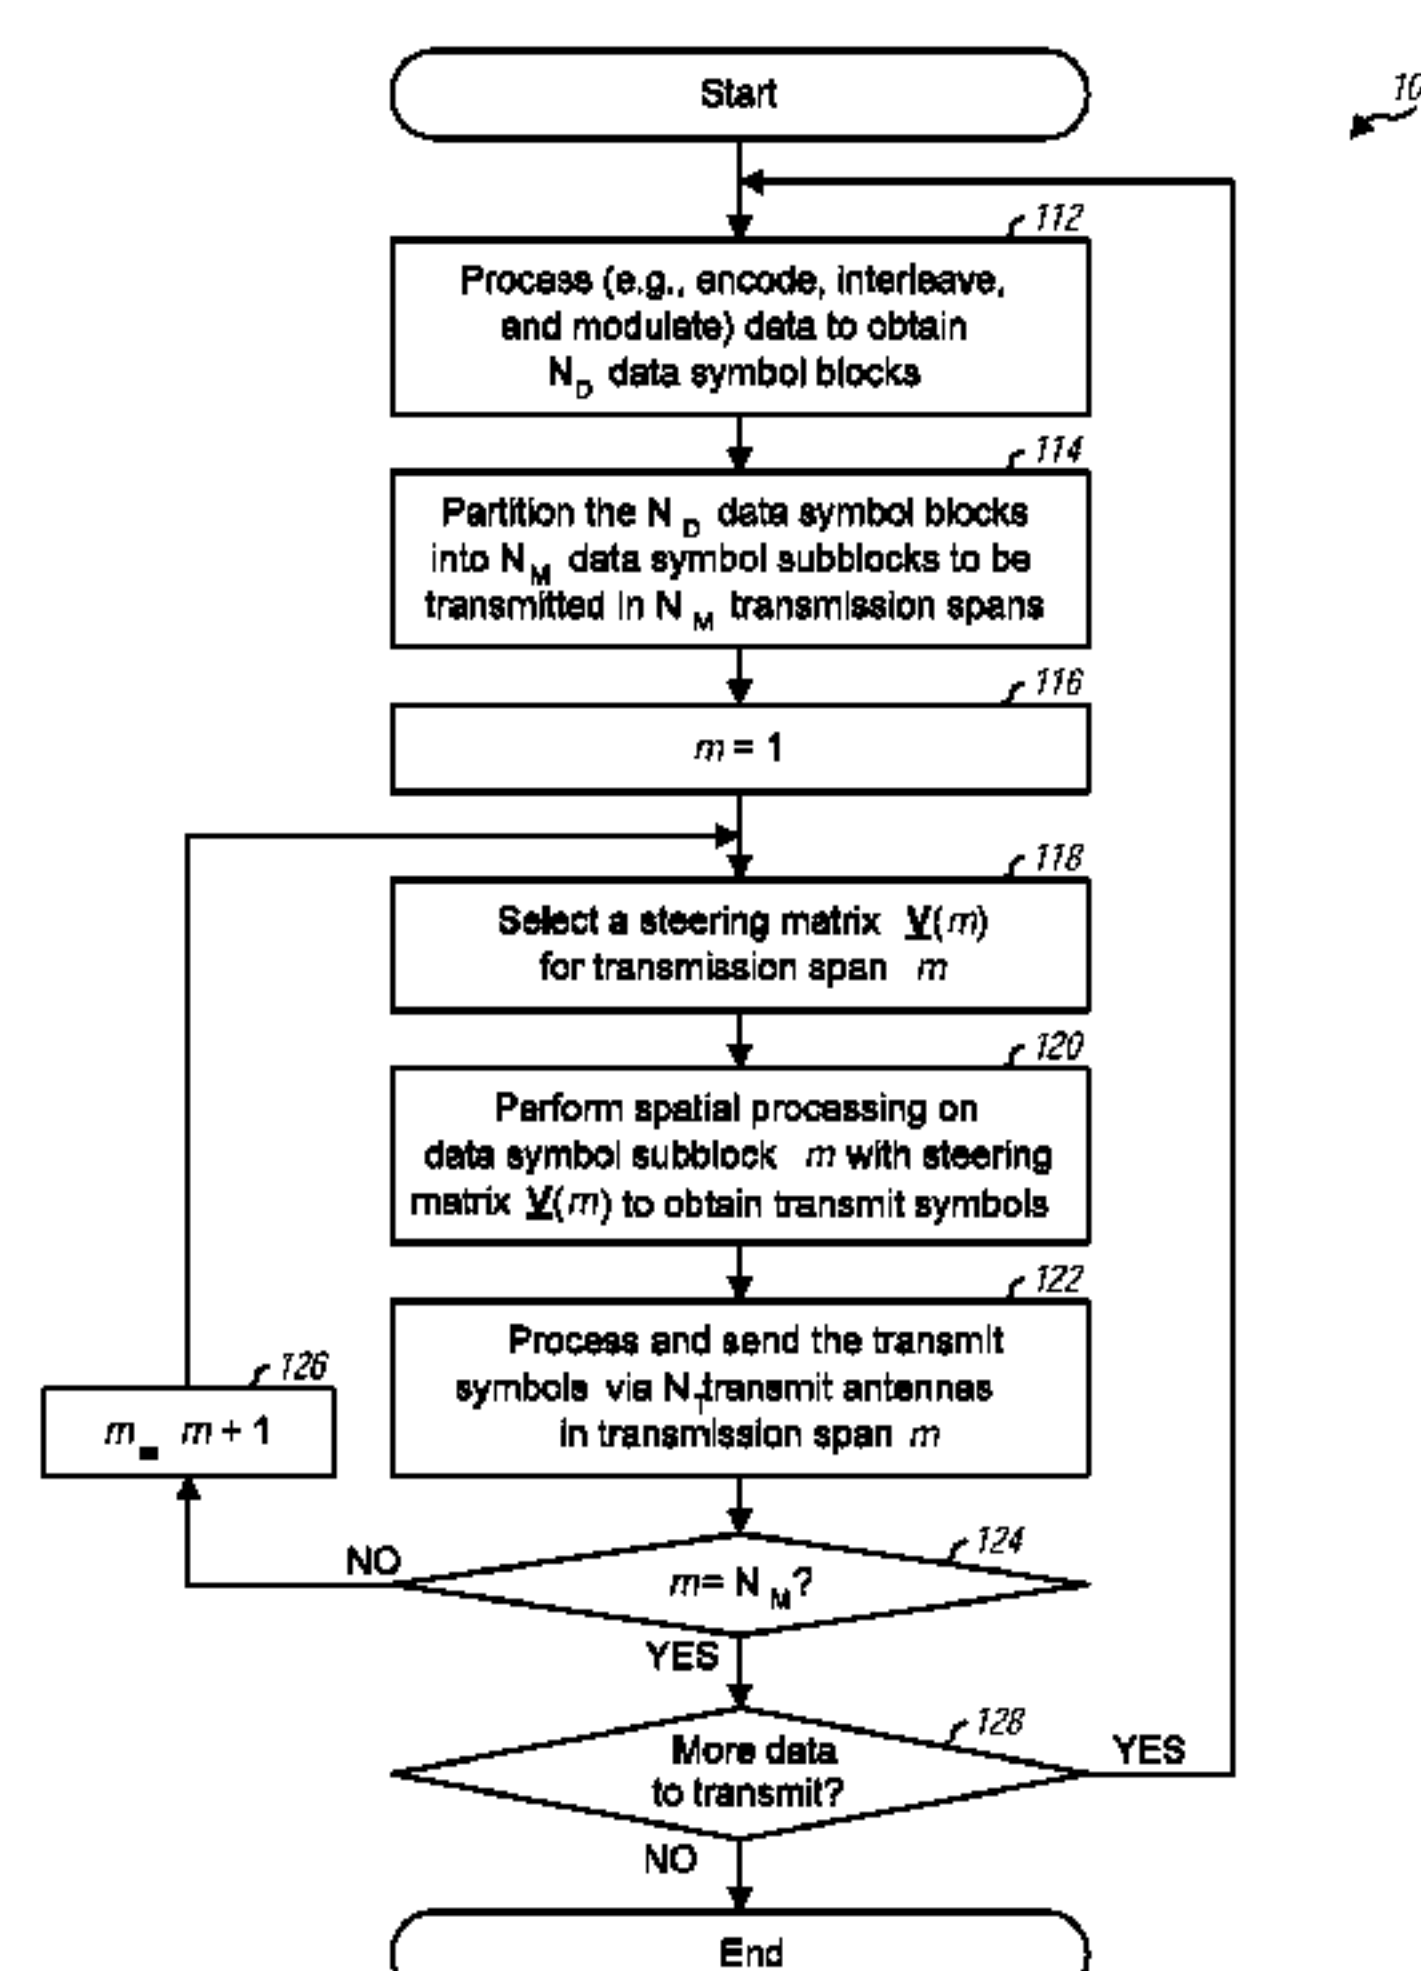 Start
10
112
Process (e.g., encode, interleave,
and modulate) data to obtain
N_D data symbol blocks
114
Partition the N_D data symbol blocks
into N_M data symbol subblocks to be
transmitted in N_M transmission spans
116
m = 1
118
Select a steering matrix V(m)
for transmission span m
120
Perform spatial processing on
data symbol subblock m with steering
matrix V(m) to obtain transmit symbols
122
Process and send the transmit
symbols via N_T transmit antennas
in transmission span m
126
m = m + 1
124
NO
m = N_M?
YES
128
More data
to transmit?
YES
NO
End